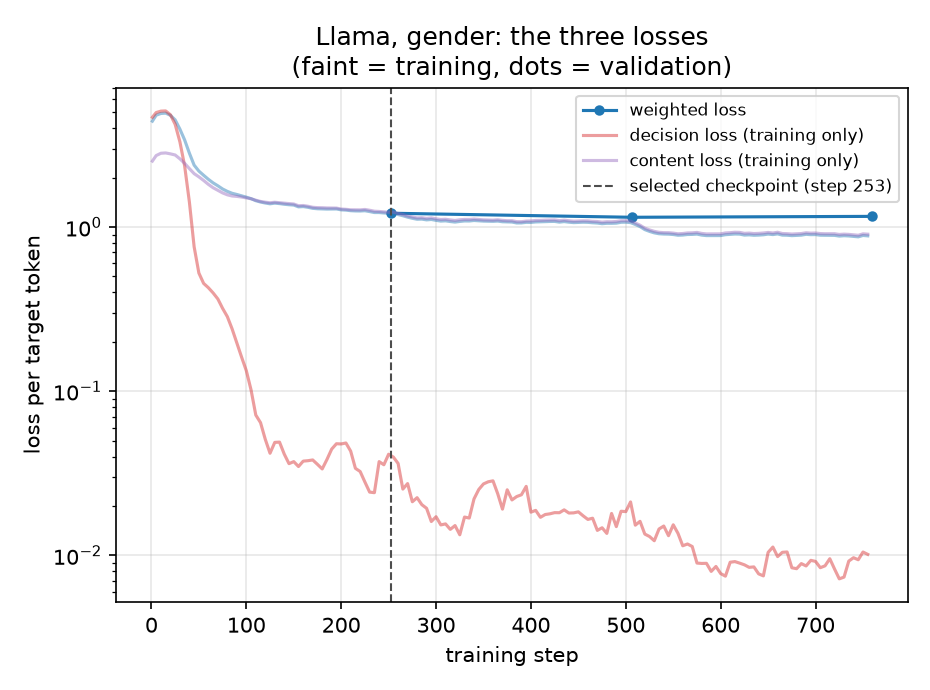 Llama, gender: the three losses
(faint = training, dots = validation)
weighted loss
decision loss (training only)
content loss (training only)
selected checkpoint (step 253)
loss per target token
10⁰
10⁻¹
10⁻²
0 100 200 300 400 500 600 700
training step